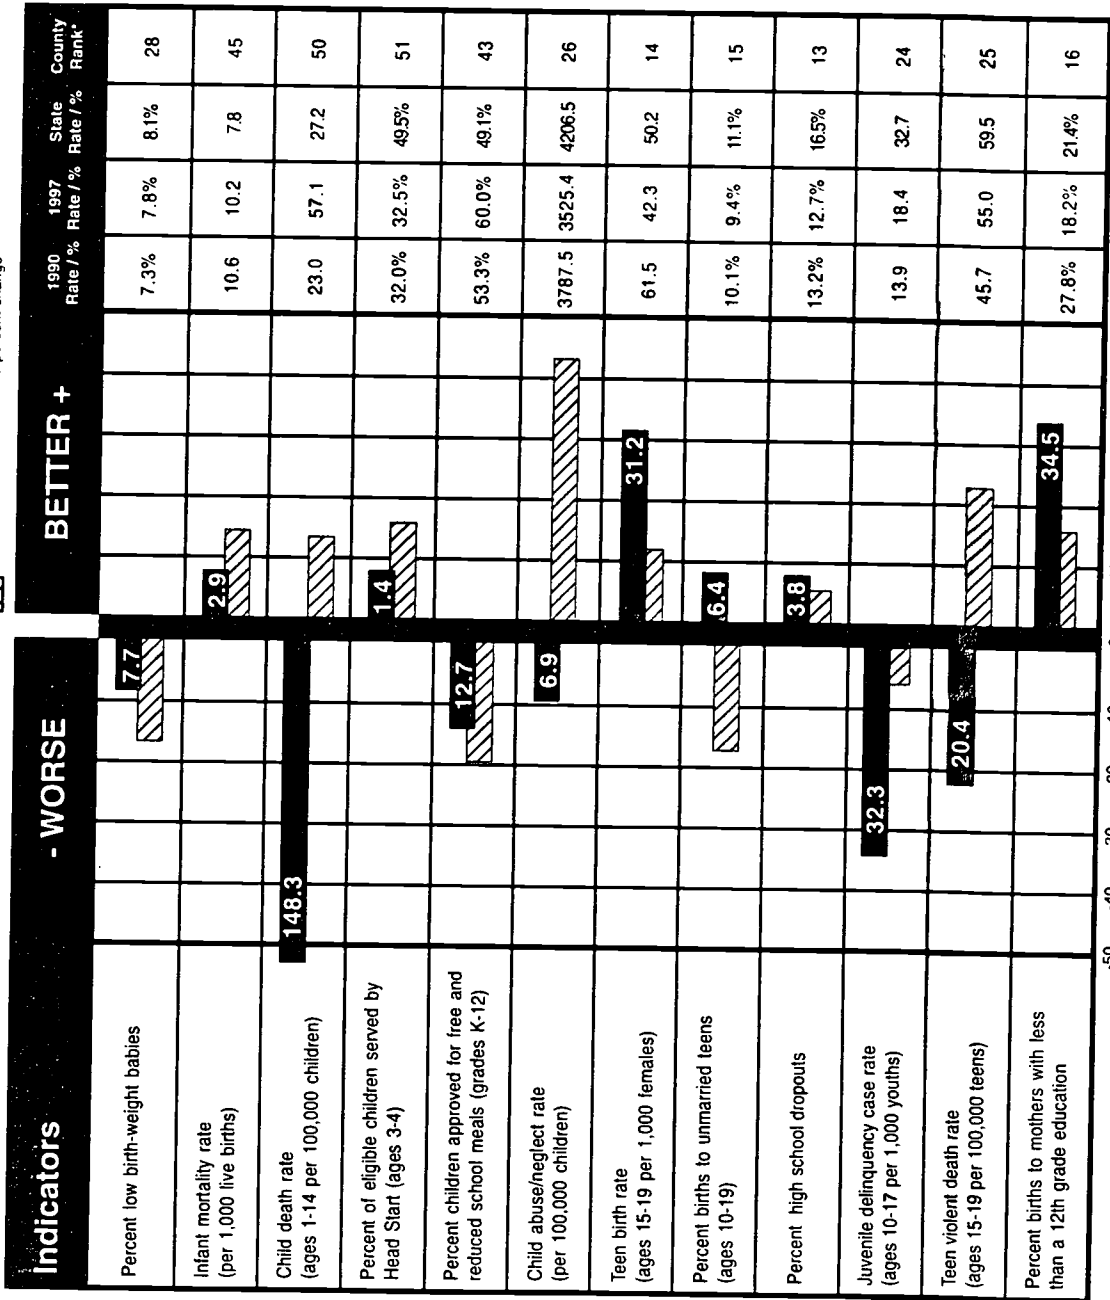 Indicators - WORSE BETTER + 1990 1997 State County
Rate / % Rate / % Rate / % Rank*
Percent low birth-weight babies 7.7 7.3% 7.8% 8.1% 28
Infant mortality rate
(per 1,000 live births) 2.9 10.6 10.2 7.8 45
Child death rate
(ages 1-14 per 100,000 children) 148.3 23.0 57.1 27.2 50
Percent of eligible children served by
Head Start (ages 3-4) 1.4 32.0% 32.5% 49.5% 51
Percent children approved for free and
reduced school meals (grades K-12) 12.7 53.3% 60.0% 49.1% 43
Child abuse/neglect rate
(per 100,000 children) 6.9 3787.5 3525.4 4206.5 26
Teen birth rate
(ages 15-19 per 1,000 females) 31.2 61.5 42.3 50.2 14
Percent births to unmarried teens
(ages 10-19) 6.4 10.1% 9.4% 11.1% 15
Percent high school dropouts 3.8 13.2% 12.7% 16.5% 13
Juvenile delinquency case rate
(ages 10-17 per 1,000 youths) 32.3 13.9 18.4 32.7 24
Teen violent death rate
(ages 15-19 per 100,000 teens) 20.4 45.7 55.0 59.5 25
Percent births to mothers with less
than a 12th grade education 34.5 27.8% 18.2% 21.4% 16